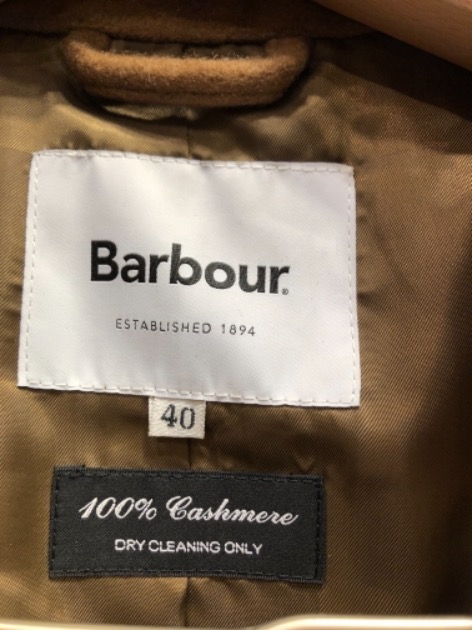 Barbour®
ESTABLISHED 1894
40
100% Cashmere
DRY CLEANING ONLY